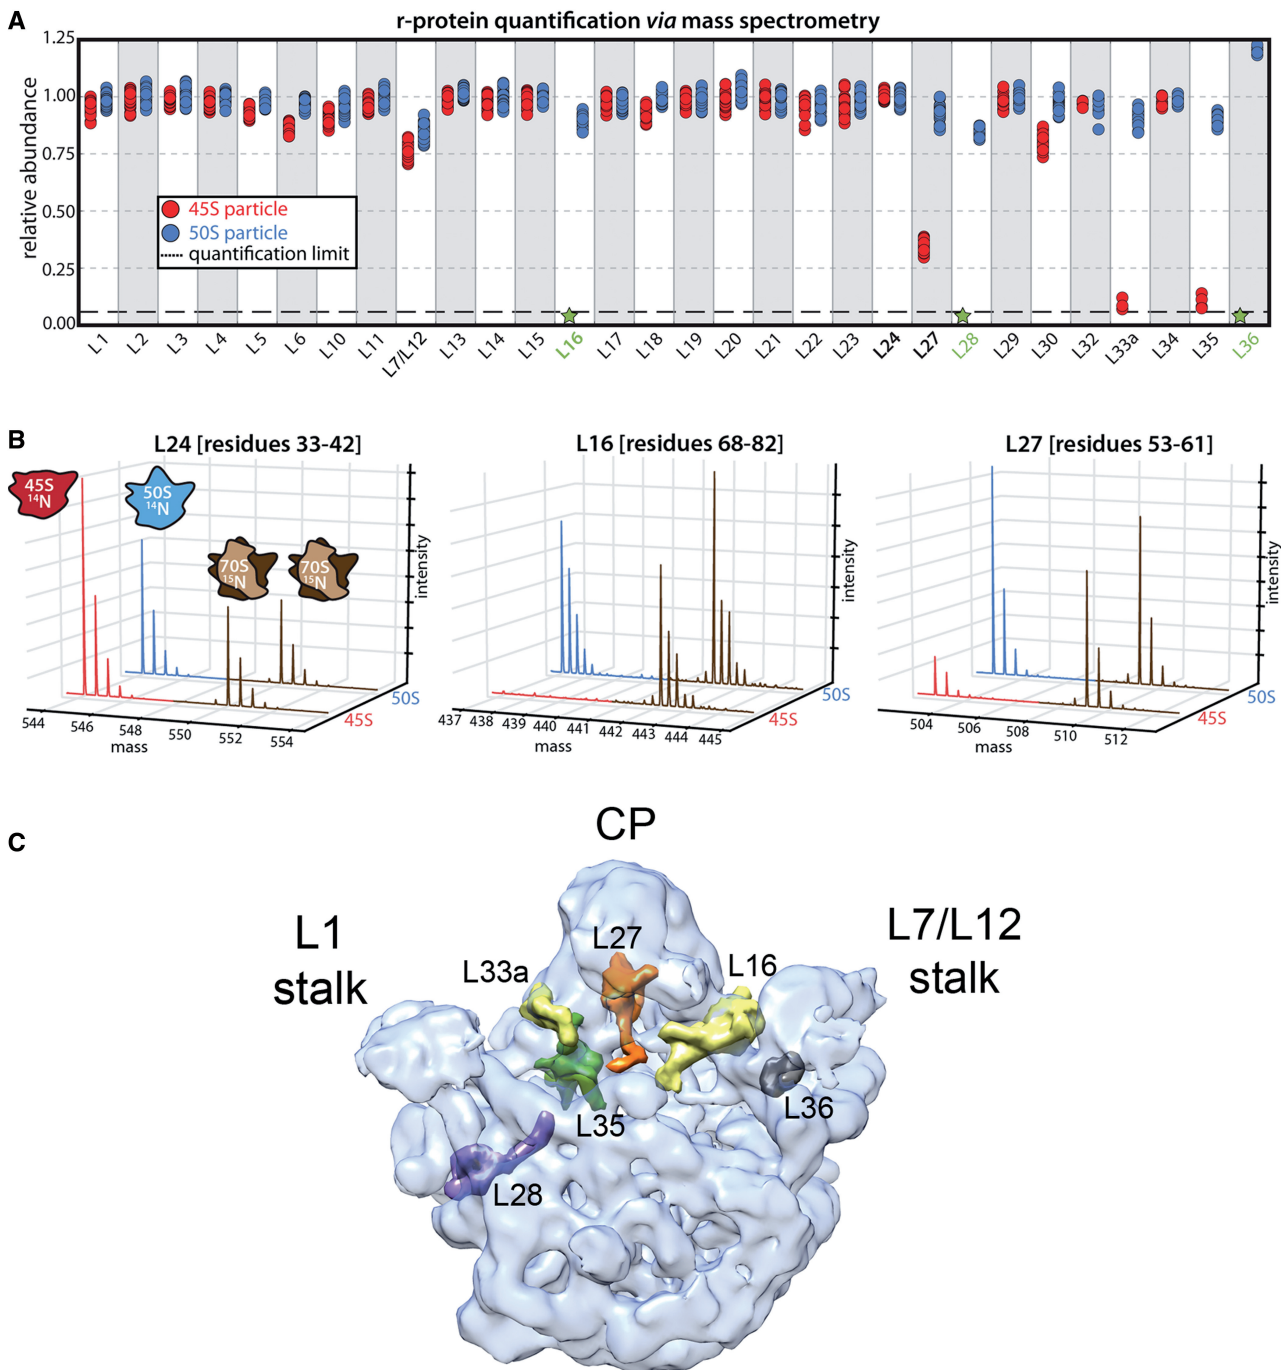 A
r-protein quantification via mass spectrometry
relative abundance
1.25
1.00
0.75
0.50
0.25
0.00
45S particle
50S particle
quantification limit
L1 L2 L3 L4 L5 L6 L10 L11 L7/L12 L13 L14 L15 L16 L17 L18 L19 L20 L21 L22 L23 L24 L27 L28 L29 L30 L32 L33a L34 L35 L36
B
L24 [residues 33-42]
45S
14N
50S
14N
70S
15N
70S
15N
intensity
50S
45S
544 546 548 550 552 554
mass
L16 [residues 68-82]
intensity
50S
45S
437 438 439 440 441 442 443 444 445
mass
L27 [residues 53-61]
intensity
50S
45S
504 506 508 510 512
mass
C
CP
L1
stalk
L7/L12
stalk
L27
L33a
L16
L35
L36
L28